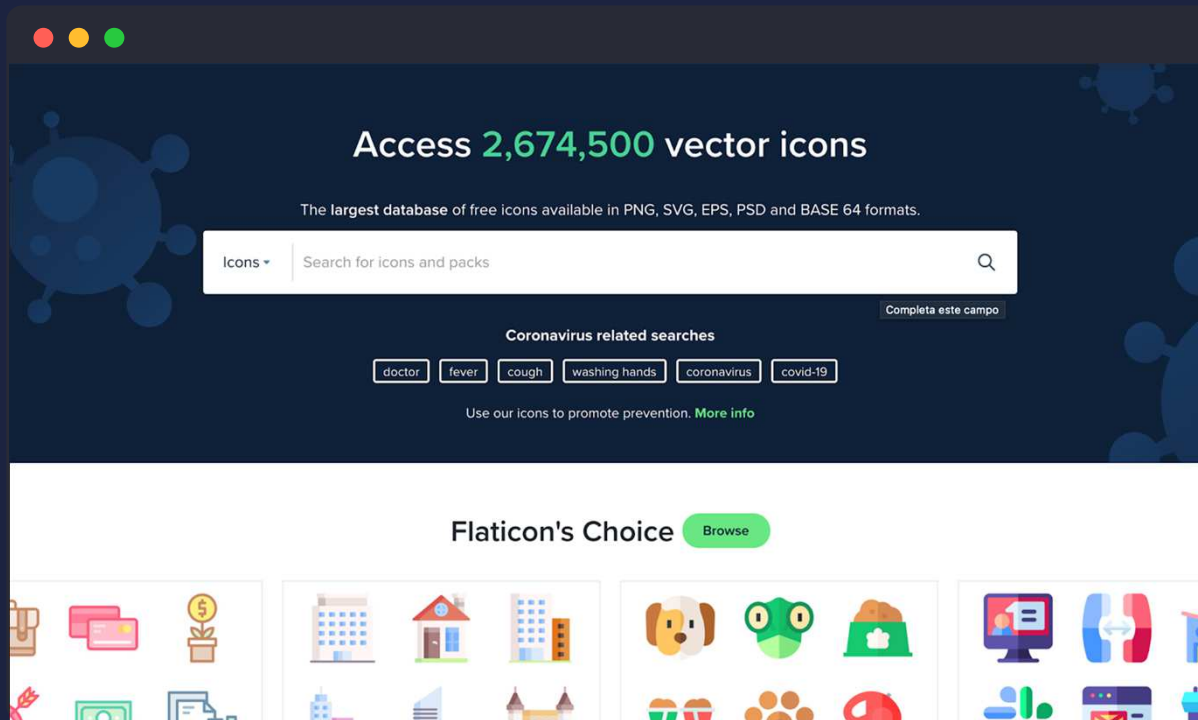 Access 2,674,500 vector icons
The largest database of free icons available in PNG, SVG, EPS, PSD and BASE 64 formats.
Icons
Search for icons and packs
Completa este campo
Coronavirus related searches
doctor fever cough washing hands coronavirus covid-19
Use our icons to promote prevention. More info
Flaticon's Choice Browse